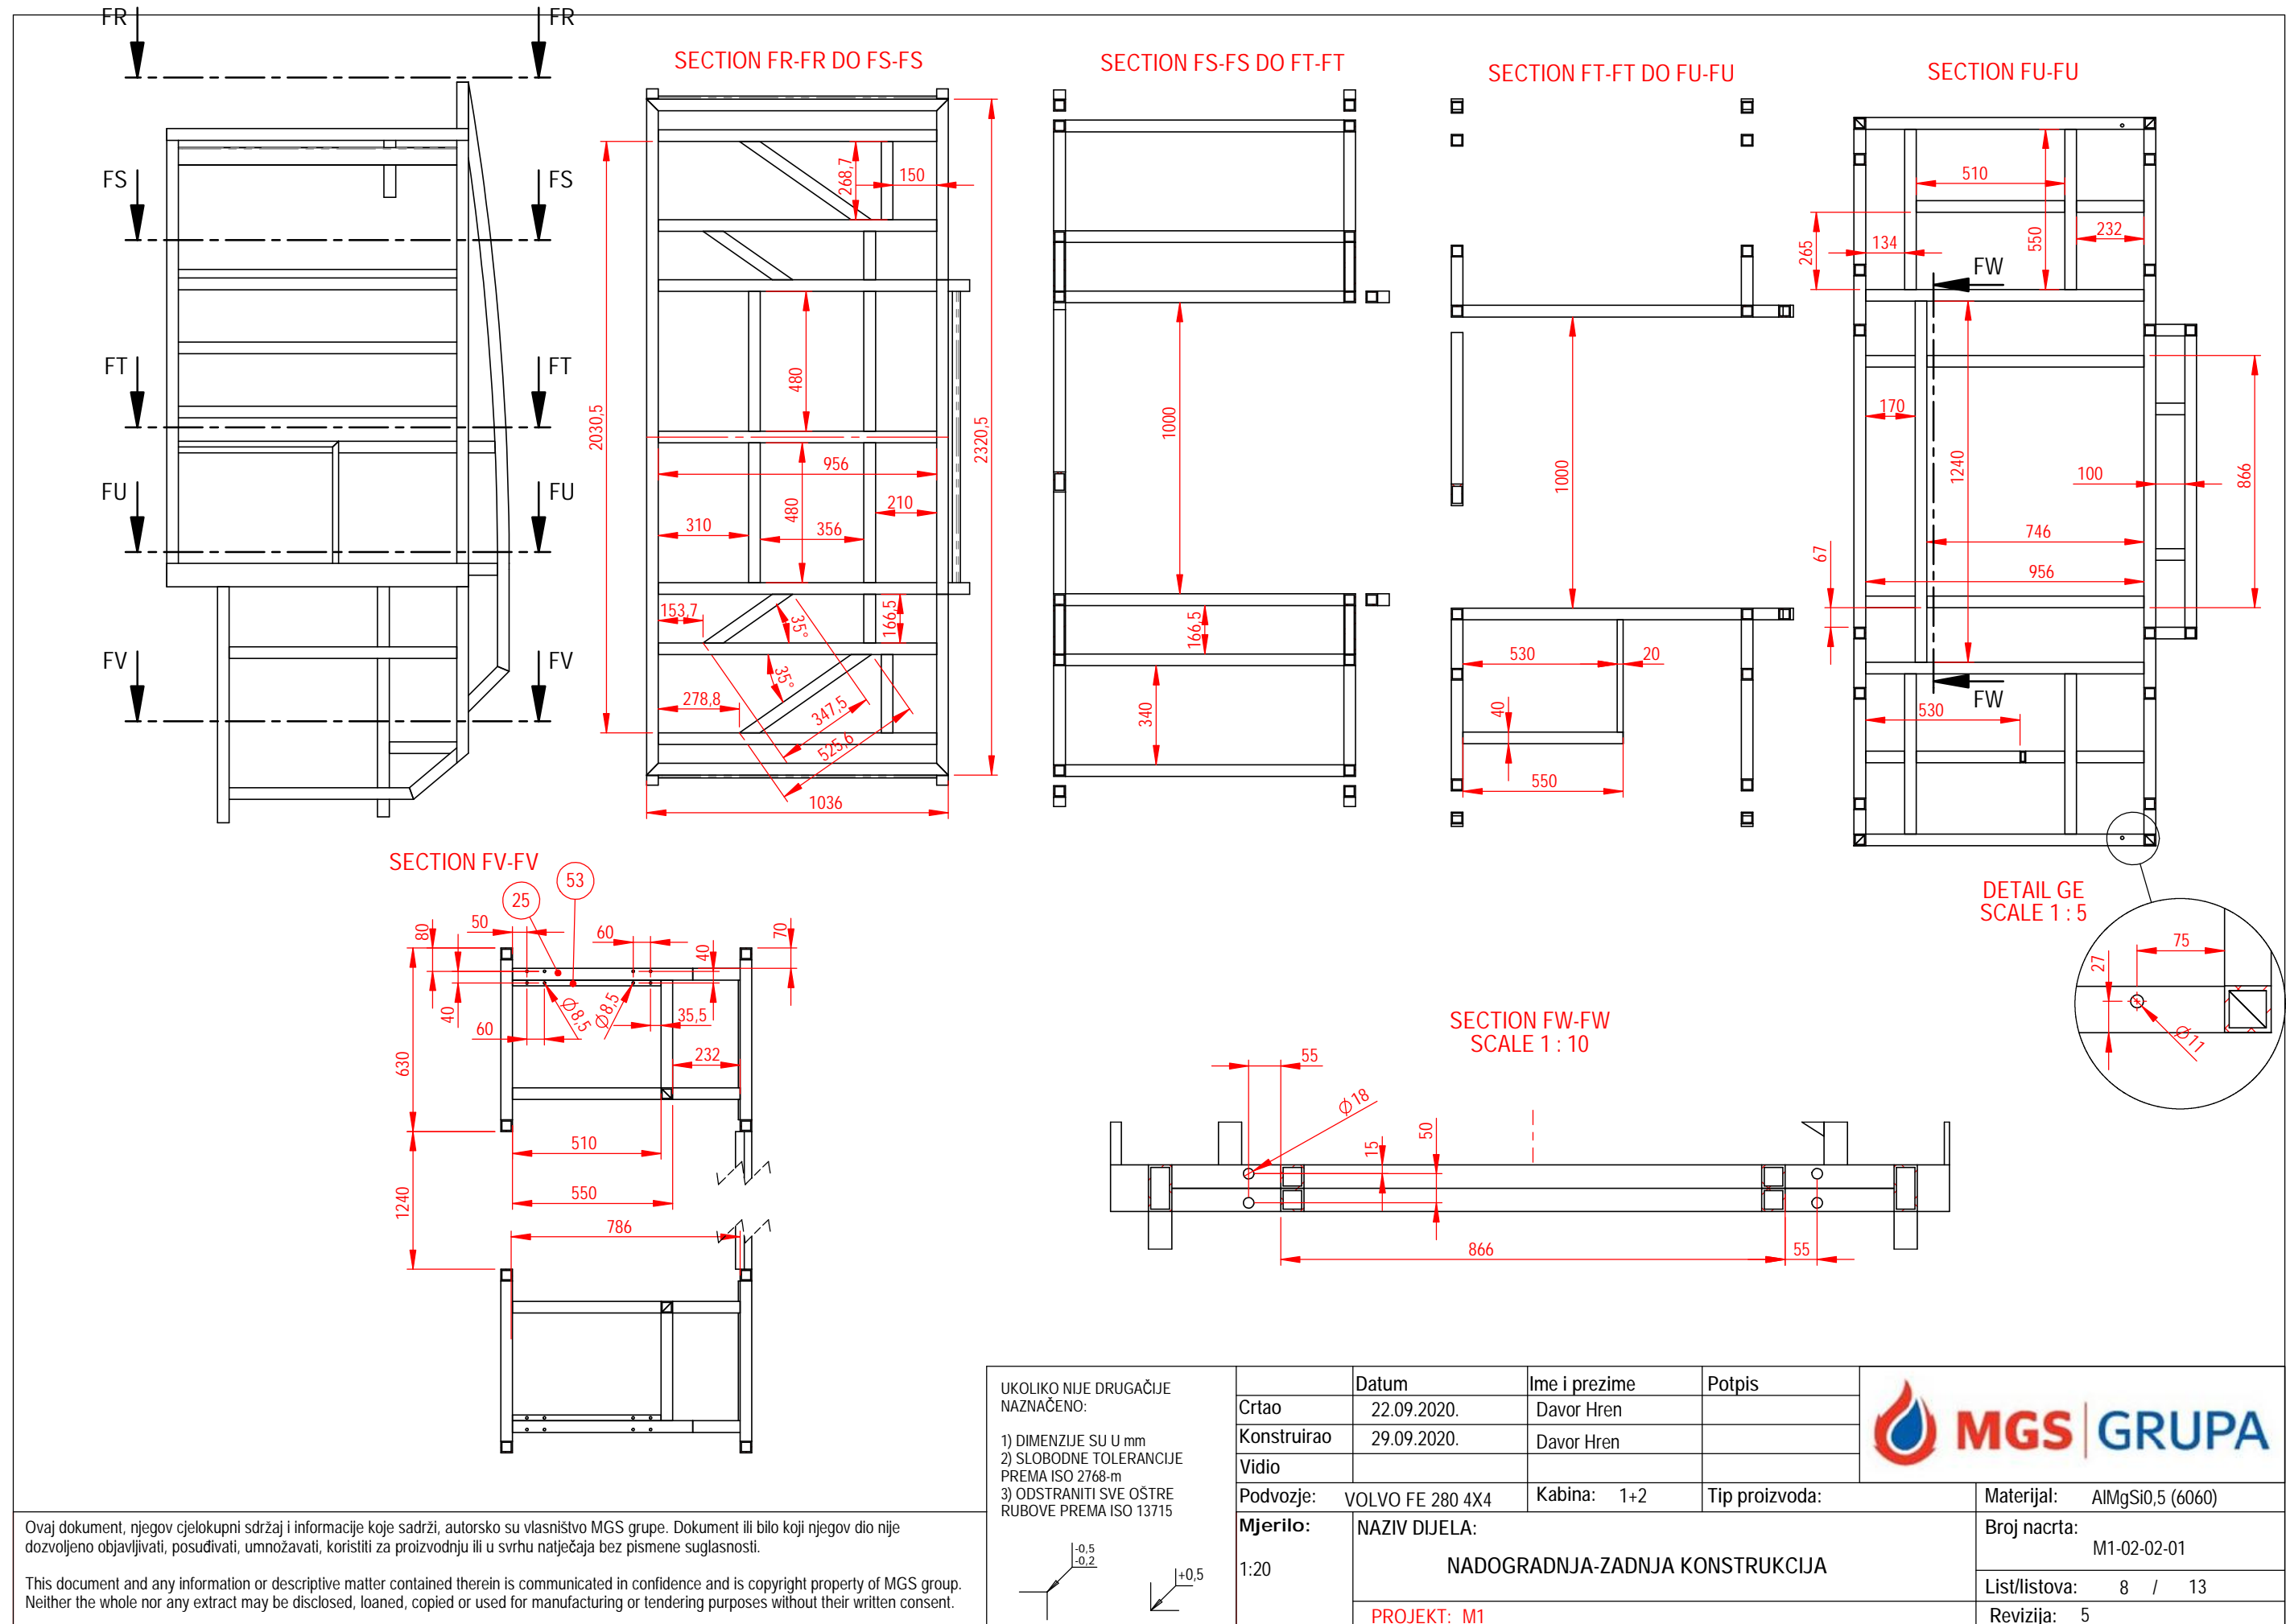 FR
FR
FS
FS
FT
FT
FU
FU
FV
FV
SECTION FR-FR DO FS-FS
268,7
150
2030,5
480
2320,5
956
480
210
310
356
153,7
35°
166,5
35°
278,8
347,5
525,6
1036
SECTION FS-FS DO FT-FT
1000
166,5
340
SECTION FT-FT DO FU-FU
1000
530
20
40
550
SECTION FU-FU
510
265
134
550
232
FW
170
1240
866
100
746
67
956
FW
530
DETAIL GE
SCALE 1 : 5
75
27
Ø11
SECTION FV-FV
53
25
50
80
60
70
40
40
60
Ø8,5
Ø8,5
35,5
232
630
510
550
1240
786
SECTION FW-FW
SCALE 1 : 10
55
Ø18
15
50
866
55
UKOLIKO NIJE DRUGAČIJE
NAZNAČENO:
1) DIMENZIJE SU U mm
2) SLOBODNE TOLERANCIJE
PREMA ISO 2768-m
3) ODSTRANITI SVE OŠTRE
RUBOVE PREMA ISO 13715
-0,5
-0,2
+0,5
Datum Ime i prezime Potpis
Crtao 22.09.2020. Davor Hren
Konstruirao 29.09.2020. Davor Hren
Vidio
MGS GRUPA
Podvozje: VOLVO FE 280 4X4 Kabina: 1+2 Tip proizvoda: Materijal: AlMgSi0,5 (6060)
Mjerilo: NAZIV DIJELA: Broj nacrta:
1:20 NADOGRADNJA-ZADNJA KONSTRUKCIJA M1-02-02-01
List/listova: 8 / 13
PROJEKT: M1 Revizija: 5
Ovaj dokument, njegov cjelokupni sdržaj i informacije koje sadrži, autorsko su vlasništvo MGS grupe. Dokument ili bilo koji njegov dio nije
dozvoljeno objavljivati, posuđivati, umnožavati, koristiti za proizvodnju ili u svrhu natječaja bez pismene suglasnosti.
This document and any information or descriptive matter contained therein is communicated in confidence and is copyright property of MGS group.
Neither the whole nor any extract may be disclosed, loaned, copied or used for manufacturing or tendering purposes without their written consent.